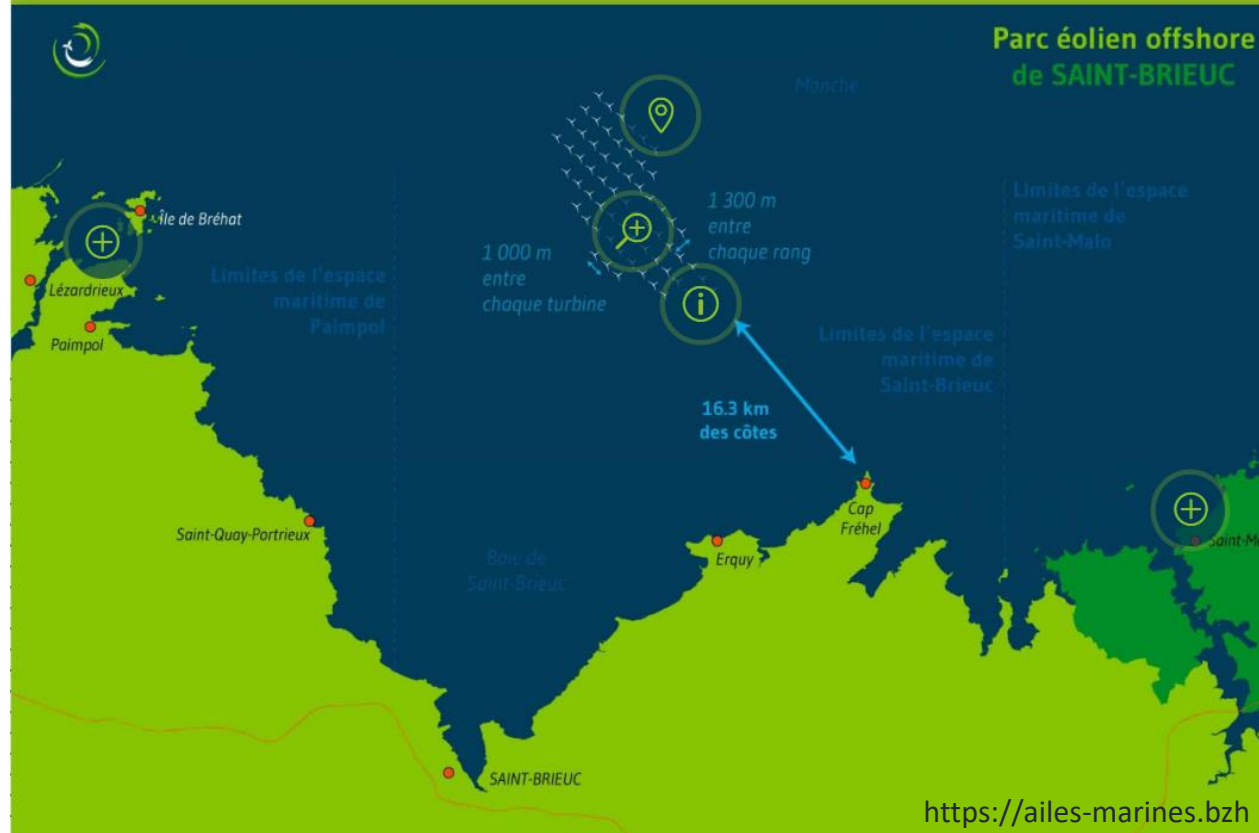 Parc éolien offshore
de SAINT-BRIEUC
Manche
Île de Bréhat
1 300 m
entre
chaque rang
Limites de l'espace
maritime de
Saint-Malo
1 000 m
entre
chaque turbine
Limites de l'espace
maritime de
Paimpol
Lézardrieux
Paimpol
Limites de l'espace
maritime de
Saint-Brieuc
16.3 km
des côtes
Cap
Fréhel
Saint-Quay-Portrieux
Erquy
Baie de
Saint Brieuc
SAINT-BRIEUC
https://ailes-marines.bzh